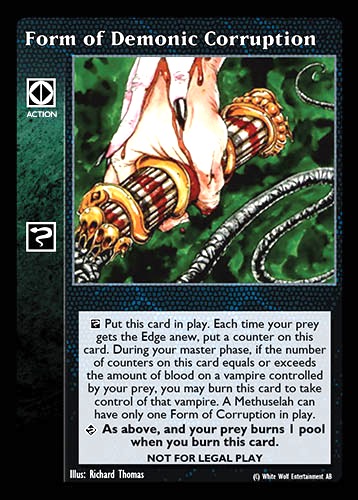 Form of Demonic Corruption
ACTION
Put this card in play. Each time your prey
gets the Edge anew, put a counter on this
card. During your master phase, if the number
of counters on this card equals or exceeds
the amount of blood on a vampire controlled
by your prey, you may burn this card to take
control of that vampire. A Methuselah can
have only one Form of Corruption in play.
As above, and your prey burns 1 pool
when you burn this card.
NOT FOR LEGAL PLAY
Illus: Richard Thomas
(C) White Wolf Entertainment AB